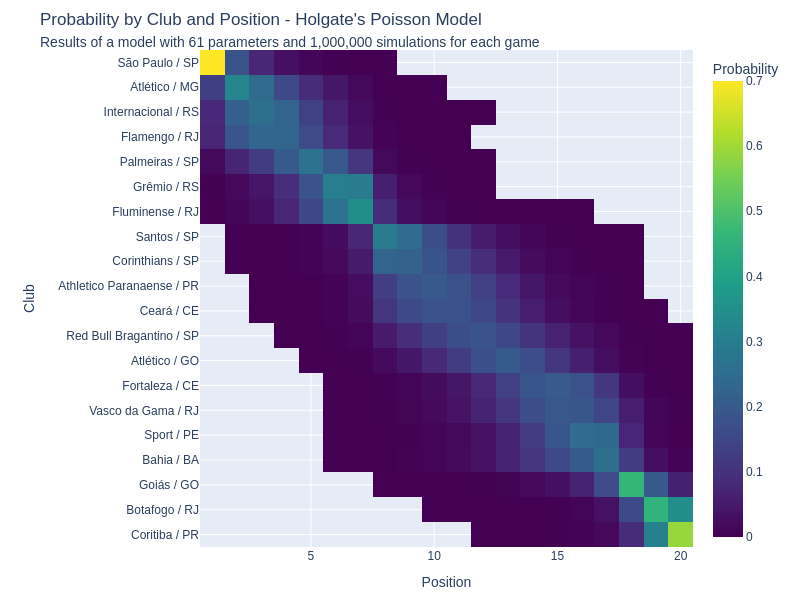 Probability by Club and Position - Holgate's Poisson Model
Results of a model with 61 parameters and 1,000,000 simulations for each game
Probability
São Paulo / SP
Atlético / MG
Internacional / RS
Flamengo / RJ
Palmeiras / SP
Grêmio / RS
Fluminense / RJ
Santos / SP
Corinthians / SP
Athletico Paranaense / PR
Ceará / CE
Red Bull Bragantino / SP
Atlético / GO
Fortaleza / CE
Vasco da Gama / RJ
Sport / PE
Bahia / BA
Goiás / GO
Botafogo / RJ
Coritiba / PR
Club
5 10 15 20
Position
0.7
0.6
0.5
0.4
0.3
0.2
0.1
0